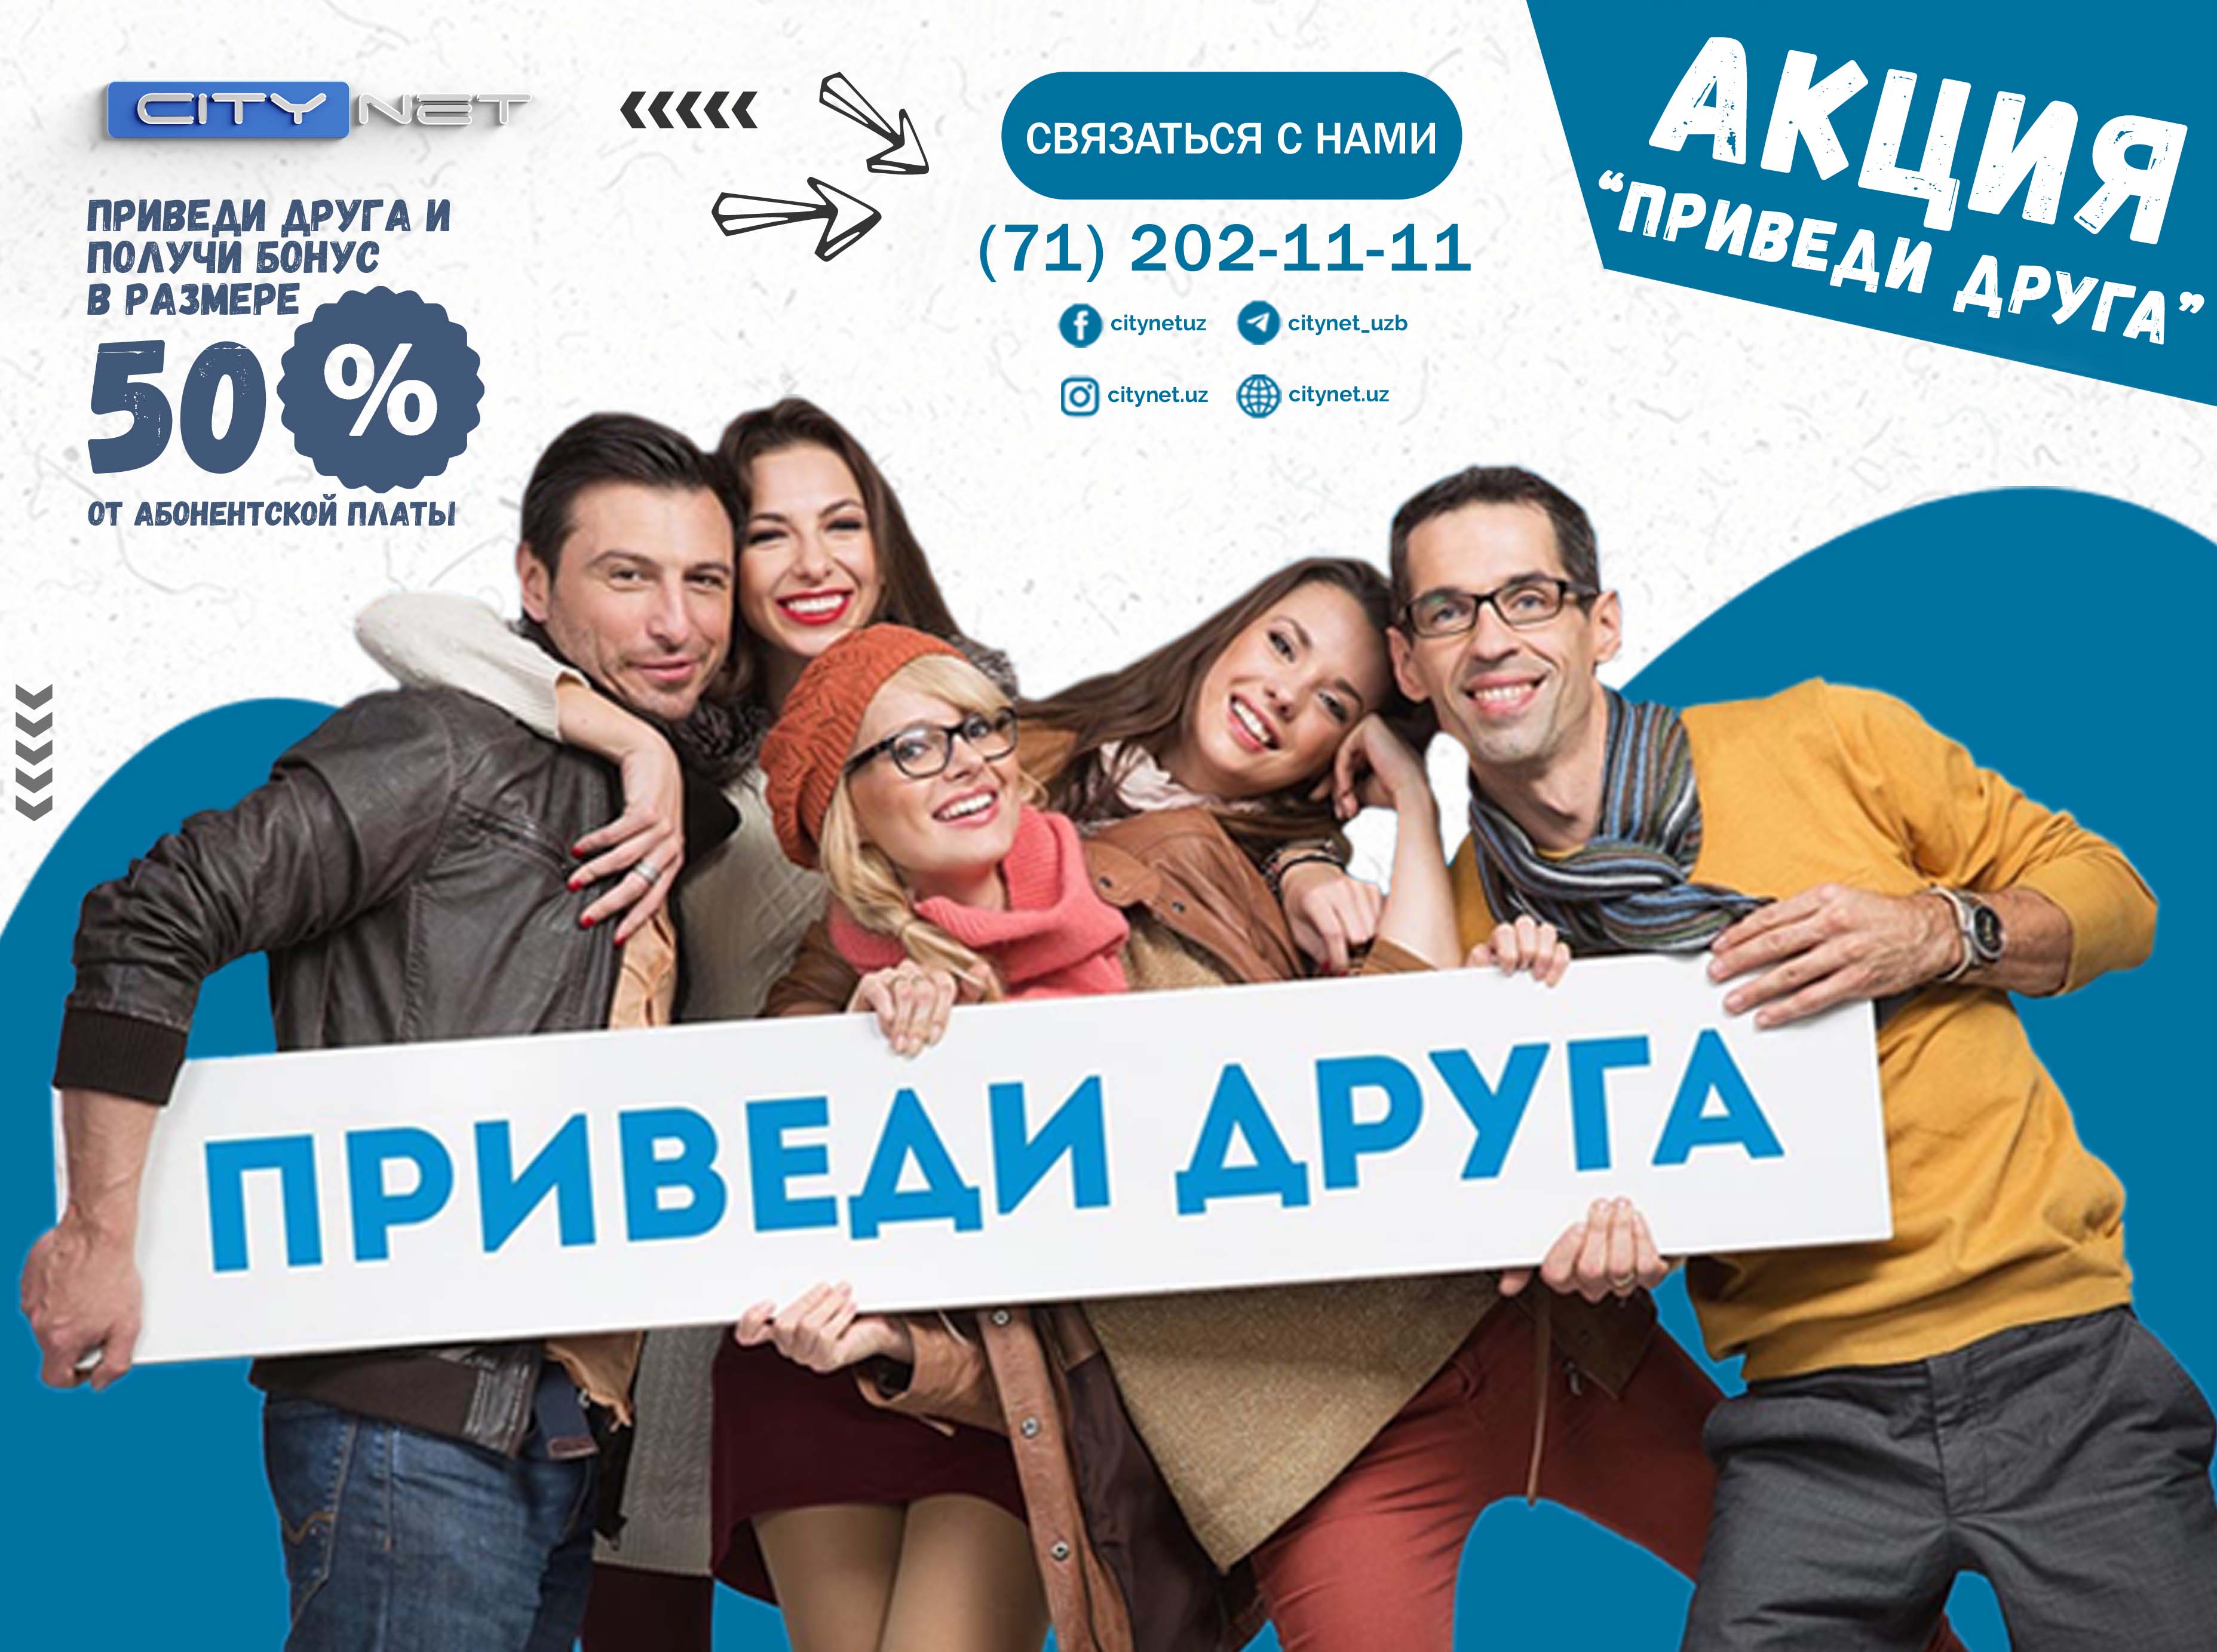 CITY NET
ПРИВЕДИ ДРУГА И
ПОЛУЧИ БОНУС
В РАЗМЕРЕ
50 %
ОТ АБОНЕНТСКОЙ ПЛАТЫ
СВЯЗАТЬСЯ С НАМИ
(71) 202-11-11
citynetuz
citynet_uzb
citynet.uz
citynet.uz
АКЦИЯ
“ПРИВЕДИ ДРУГА”
ПРИВЕДИ ДРУГА